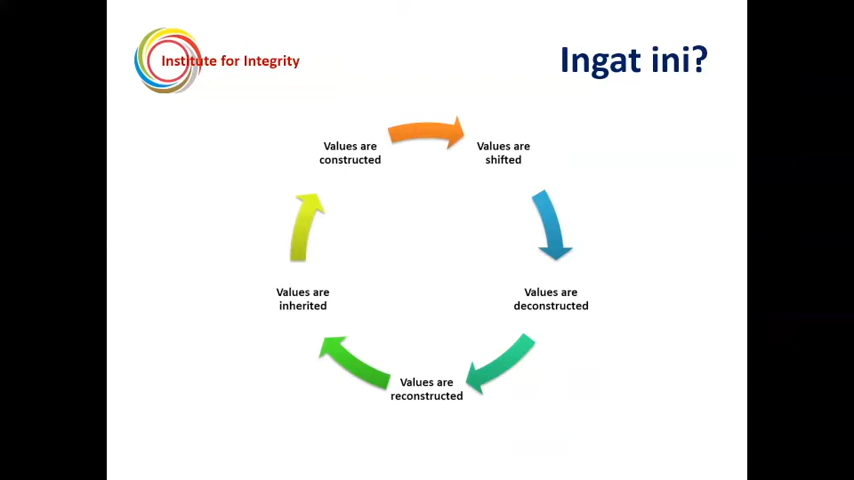 Institute for Integrity
Ingat ini?
Values are
constructed
Values are
shifted
Values are
deconstructed
Values are
reconstructed
Values are
inherited